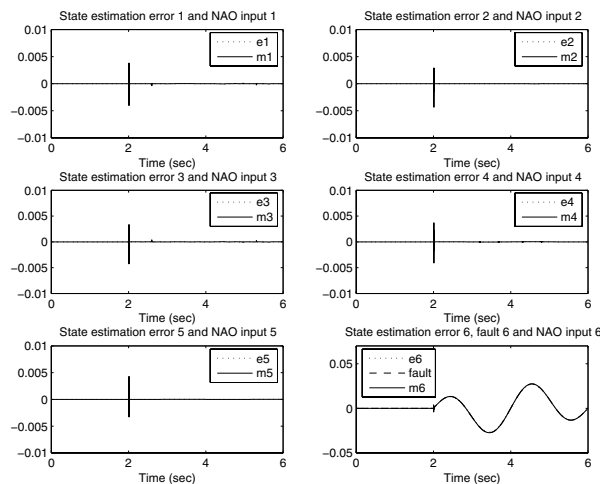 State estimation error 1 and NAO input 1
0.01
0.005
0
−0.005
−0.01
e1
m1
0 2 4 6
Time (sec)
State estimation error 2 and NAO input 2
0.01
0.005
0
−0.005
−0.01
e2
m2
0 2 4 6
Time (sec)
State estimation error 3 and NAO input 3
0.01
0.005
0
−0.005
−0.01
e3
m3
0 2 4 6
Time (sec)
State estimation error 4 and NAO input 4
0.01
0.005
0
−0.005
−0.01
e4
m4
0 2 4 6
Time (sec)
State estimation error 5 and NAO input 5
0.01
0.005
0
−0.005
−0.01
e5
m5
0 2 4 6
Time (sec)
State estimation error 6, fault 6 and NAO input 6
0.05
0
−0.05
e6
fault
m6
0 2 4 6
Time (sec)